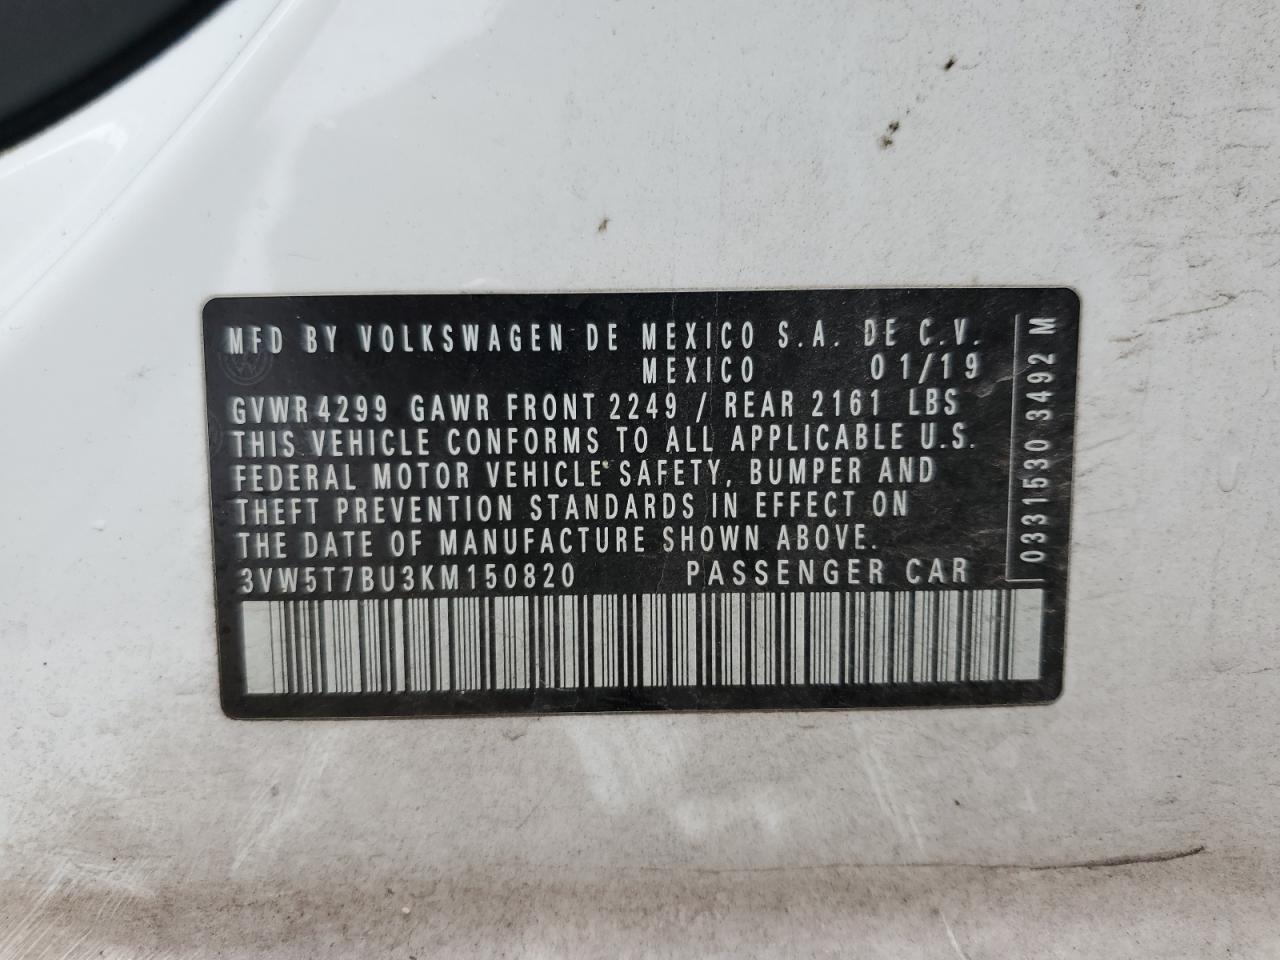 MFD BY VOLKSWAGEN DE MEXICO S.A. DE C.V.
MEXICO 01/19
GVWR 4299 GAWR FRONT 2249 / REAR 2161 LBS
THIS VEHICLE CONFORMS TO ALL APPLICABLE U.S.
FEDERAL MOTOR VEHICLE SAFETY, BUMPER AND
THEFT PREVENTION STANDARDS IN EFFECT ON
THE DATE OF MANUFACTURE SHOWN ABOVE.
3VW5T7BU3KM150820 PASSENGER CAR
0331530 3492 M